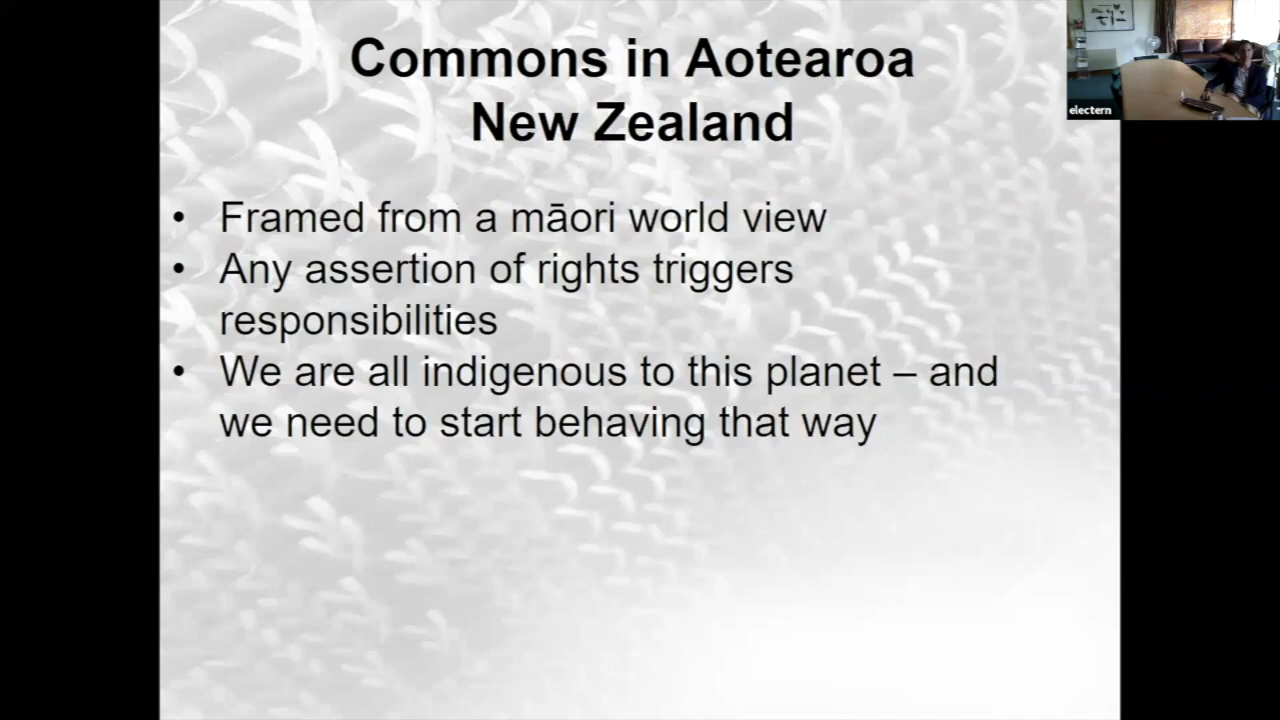 Commons in Aotearoa
New Zealand
electern
• Framed from a māori world view
• Any assertion of rights triggers
responsibilities
• We are all indigenous to this planet – and
we need to start behaving that way